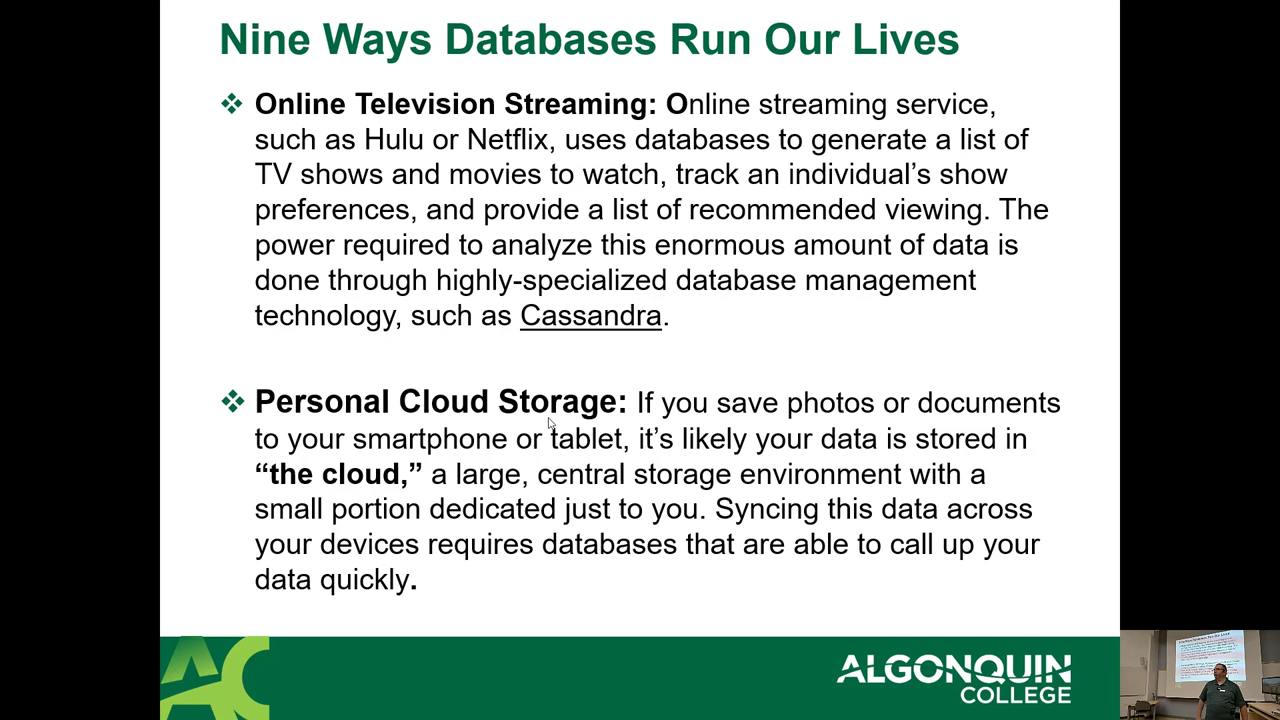 Nine Ways Databases Run Our Lives
Online Television Streaming: Online streaming service,
such as Hulu or Netflix, uses databases to generate a list of
TV shows and movies to watch, track an individual’s show
preferences, and provide a list of recommended viewing. The
power required to analyze this enormous amount of data is
done through highly-specialized database management
technology, such as Cassandra.
Personal Cloud Storage: If you save photos or documents
to your smartphone or tablet, it’s likely your data is stored in
“the cloud,” a large, central storage environment with a
small portion dedicated just to you. Syncing this data across
your devices requires databases that are able to call up your
data quickly.
AC
ALGONQUIN
COLLEGE